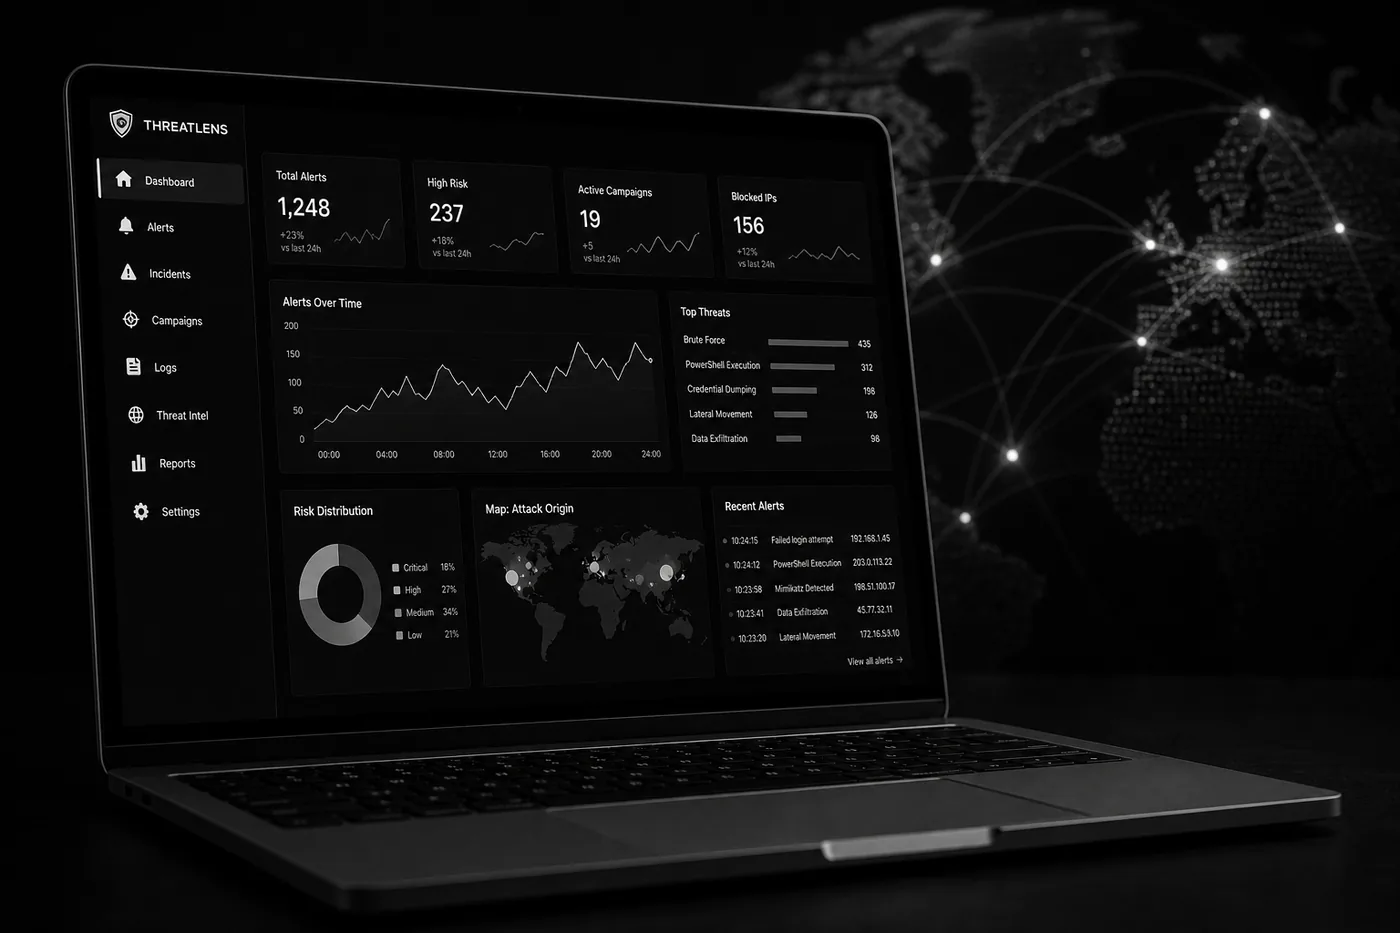 THREATLENS
Dashboard
Alerts
Incidents
Campaigns
Logs
Threat Intel
Reports
Settings
Total Alerts
1,248
+23%
vs last 24h
High Risk
237
+18%
vs last 24h
Active Campaigns
19
+5
vs last 24h
Blocked IPs
156
+12%
vs last 24h
Alerts Over Time
200
150
100
50
0
00:00 04:00 08:00 12:00 16:00 20:00 24:00
Top Threats
Brute Force 435
PowerShell Execution 312
Credential Dumping 198
Lateral Movement 126
Data Exfiltration 98
Risk Distribution
Critical 18%
High 27%
Medium 34%
Low 21%
Map: Attack Origin
Recent Alerts
10:24:15 Failed login attempt 192.168.1.45
10:24:12 PowerShell Execution 203.0.113.22
10:23:58 Mimikatz Detected 198.51.100.17
10:23:41 Data Exfiltration 45.77.32.11
10:23:20 Lateral Movement 172.16.53.10
View all alerts →